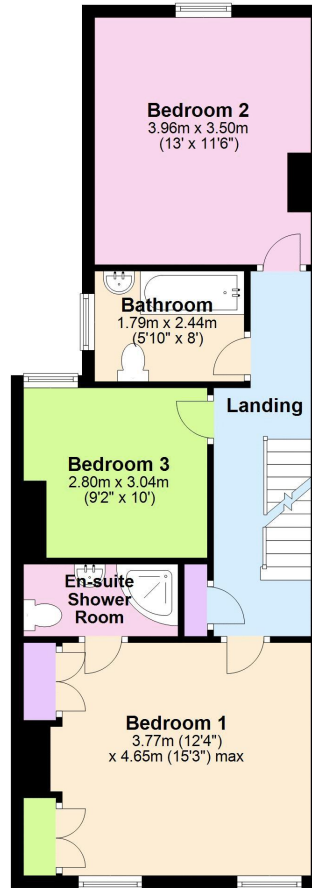 Bedroom 2
3.96m x 3.50m
(13' x 11'6")
Bathroom
1.79m x 2.44m
(5'10" x 8')
Landing
Bedroom 3
2.80m x 3.04m
(9'2" x 10')
En-suite
Shower
Room
Bedroom 1
3.77m (12'4")
x 4.65m (15'3") max